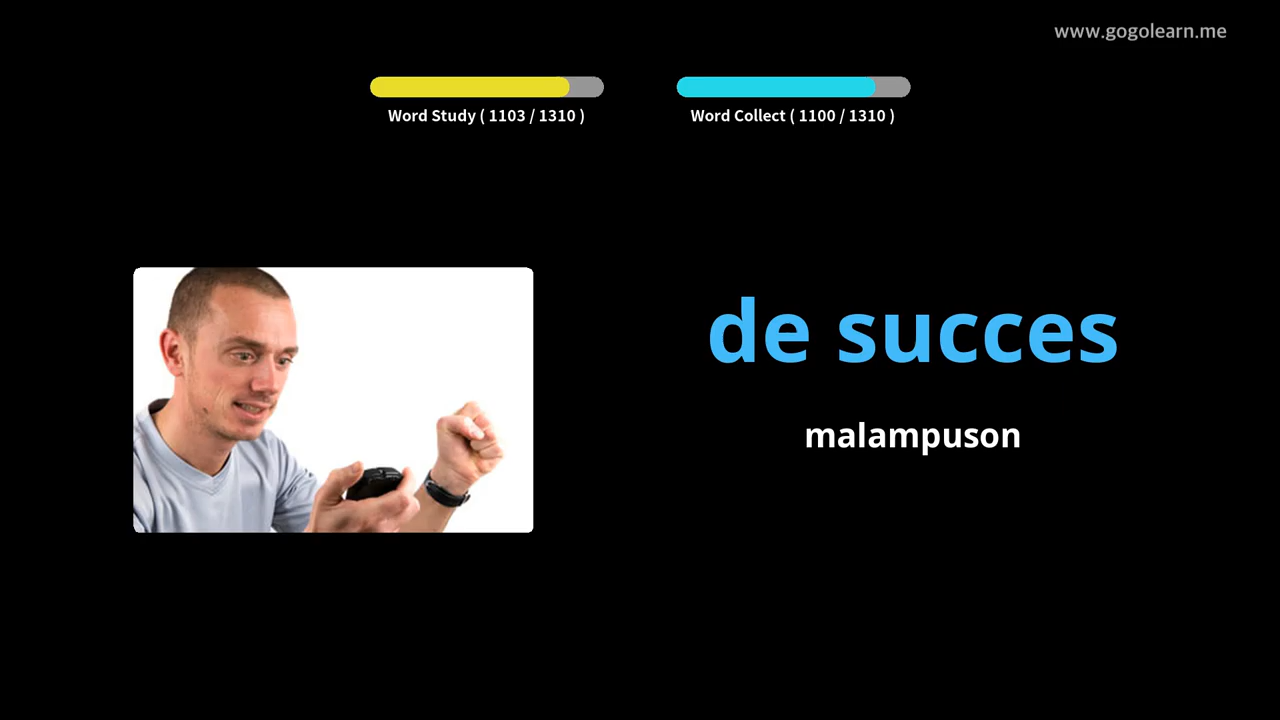 www.gogolearn.me
Word Study ( 1103 / 1310 )
Word Collect ( 1100 / 1310 )
de succes
malampuson